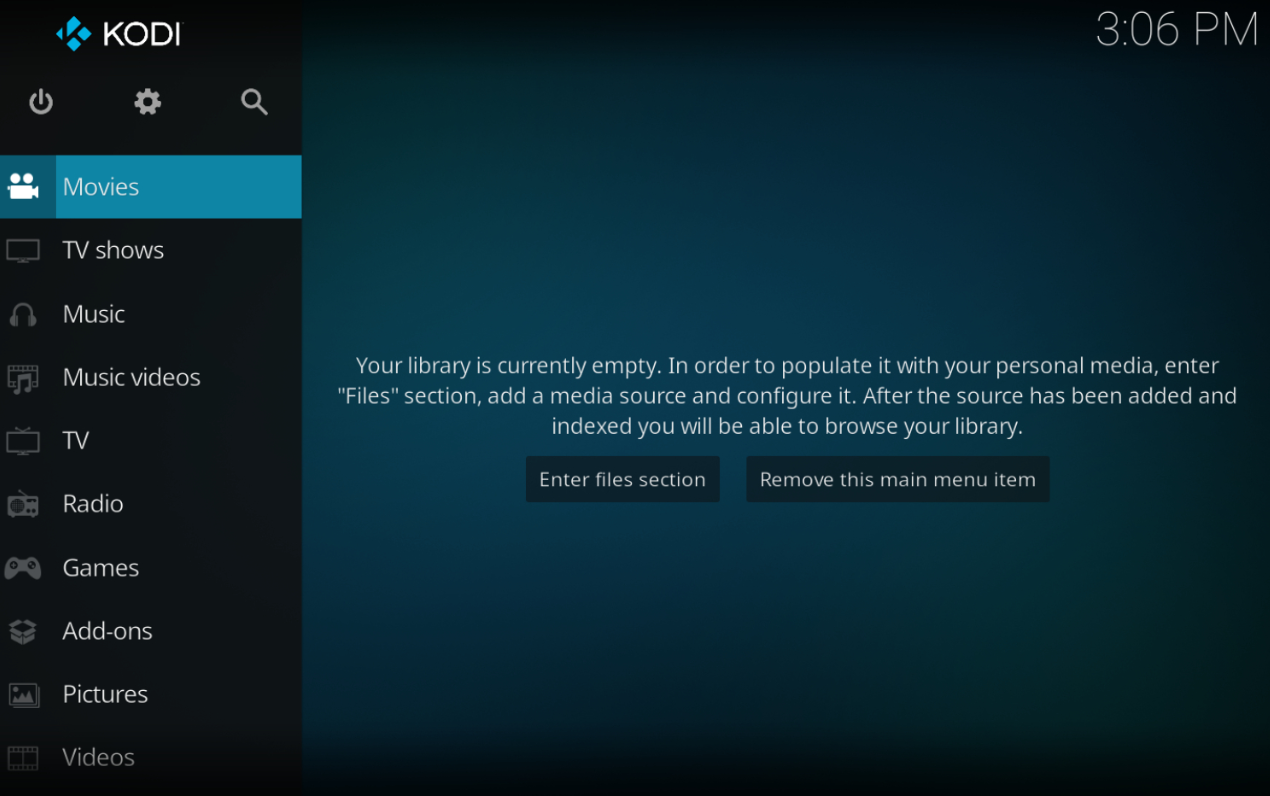 KODI
3:06 PM
Movies
TV shows
Music
Music videos
TV
Radio
Games
Add-ons
Pictures
Videos
Your library is currently empty. In order to populate it with your personal media, enter
"Files" section, add a media source and configure it. After the source has been added and
indexed you will be able to browse your library.
Enter files section
Remove this main menu item